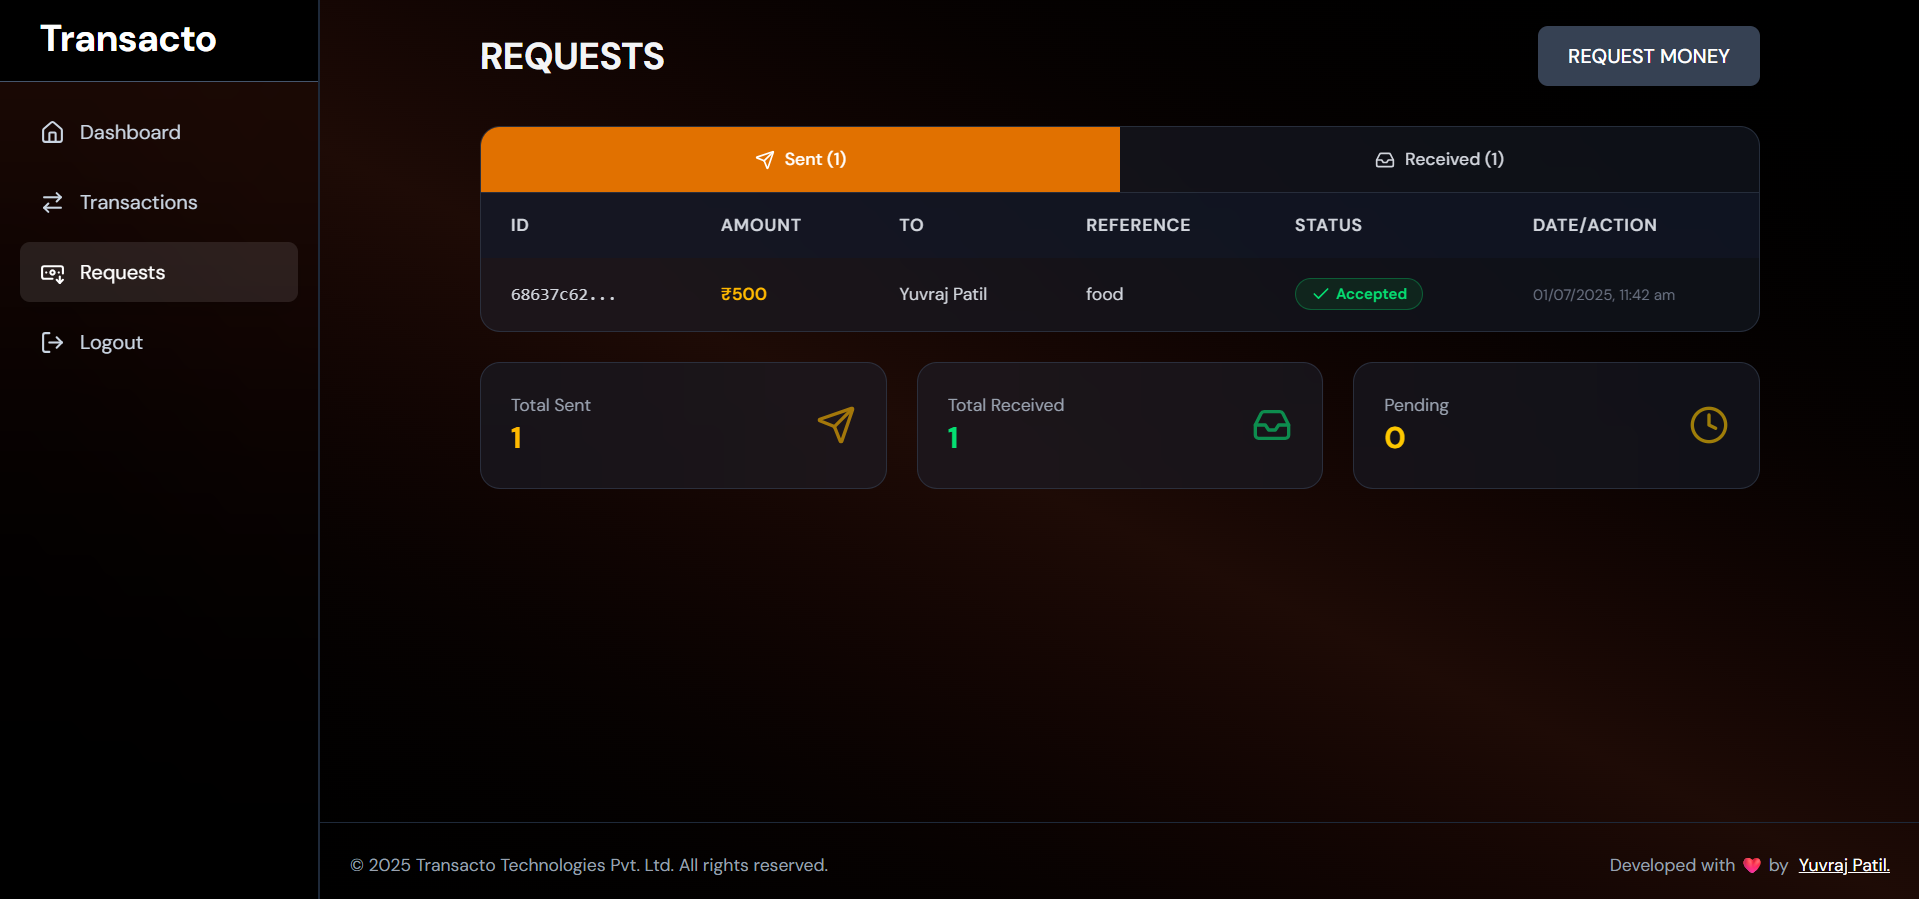 Transacto
Dashboard
Transactions
Requests
Logout
REQUESTS
REQUEST MONEY
Sent (1)
Received (1)
ID AMOUNT TO REFERENCE STATUS DATE/ACTION
68637c62... ₹500 Yuvraj Patil food Accepted 01/07/2025, 11:42 am
Total Sent
1
Total Received
1
Pending
0
© 2025 Transacto Technologies Pvt. Ltd. All rights reserved.
Developed with ❤️ by Yuvraj Patil.